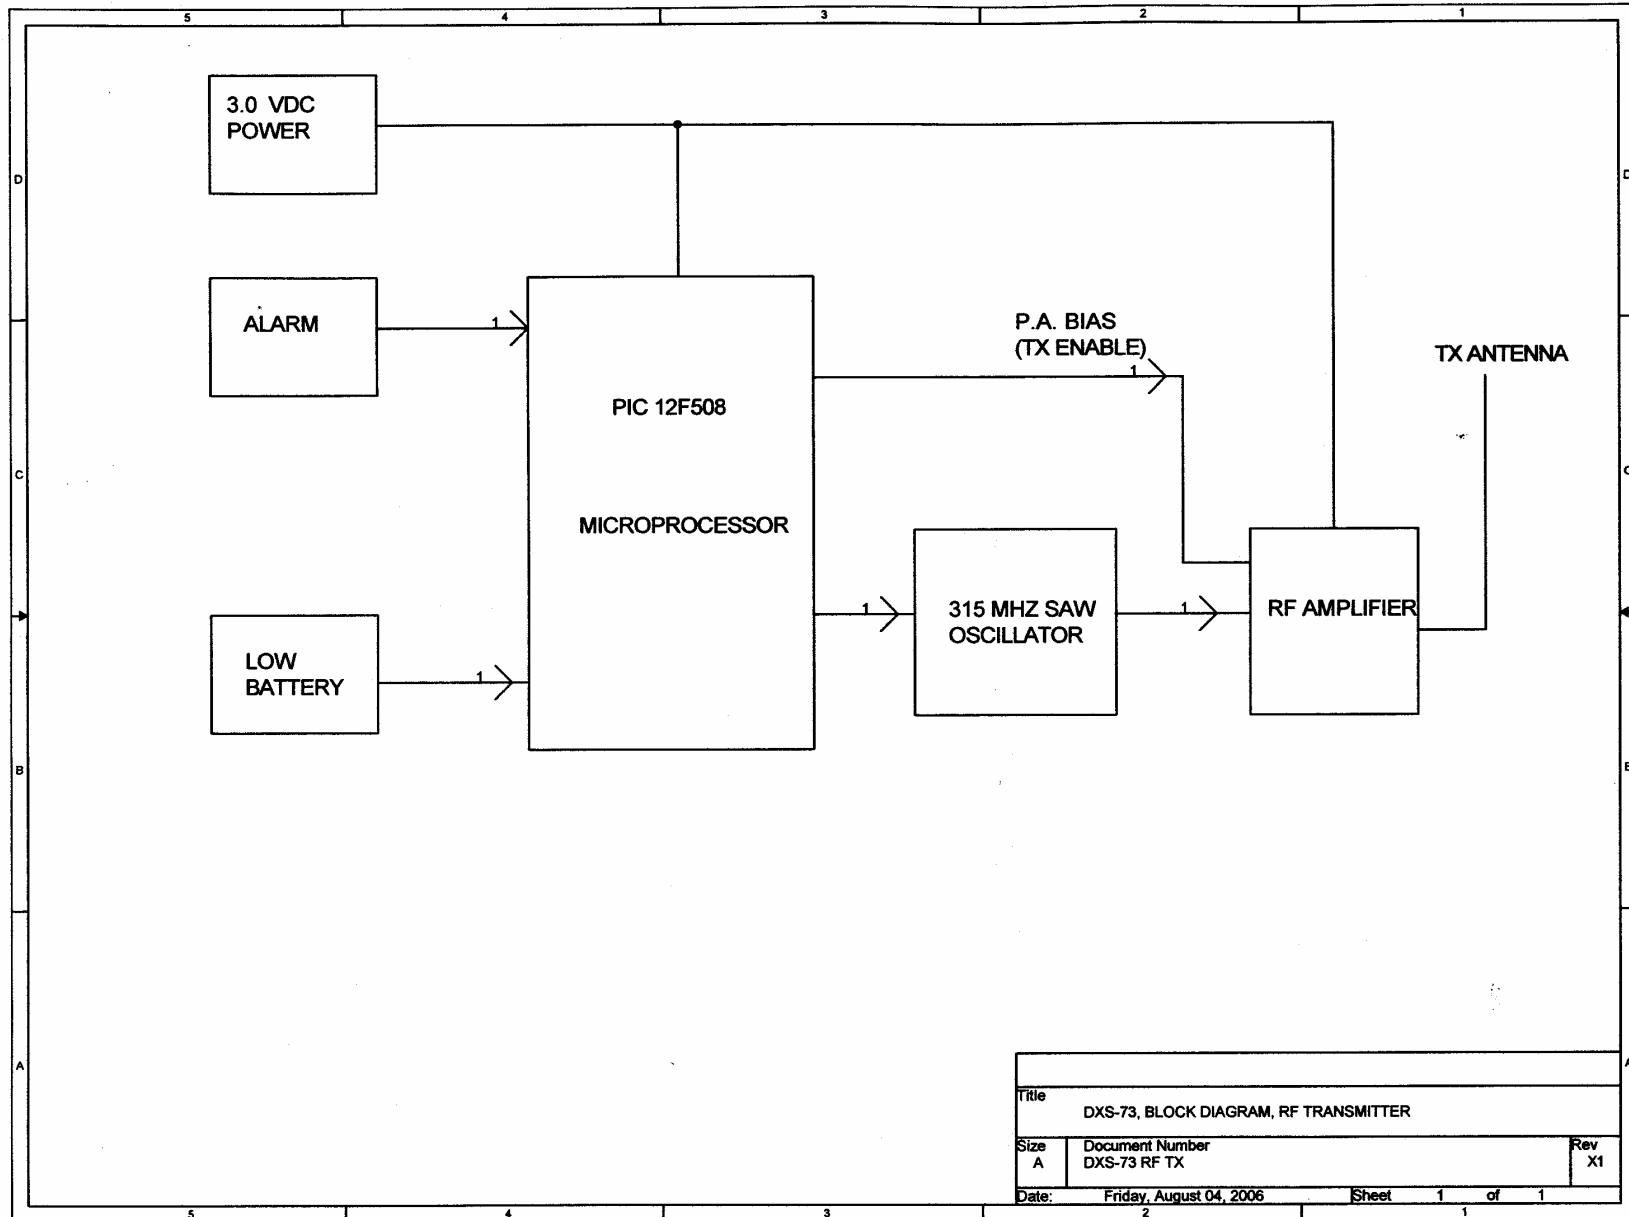 5 4 3 2 1
3.0 VDC
POWER
D D
ALARM
1
P.A. BIAS
(TX ENABLE)
1
TX ANTENNA
PIC 12F508
C C
MICROPROCESSOR
1
315 MHZ SAW
OSCILLATOR
1
RF AMPLIFIER
LOW
BATTERY
1
B B
A A
Title
DXS-73, BLOCK DIAGRAM, RF TRANSMITTER
Size
A
Document Number
DXS-73 RF TX
Rev
X1
Date: Friday, August 04, 2006 Sheet 1 of 1
5 4 3 2 1